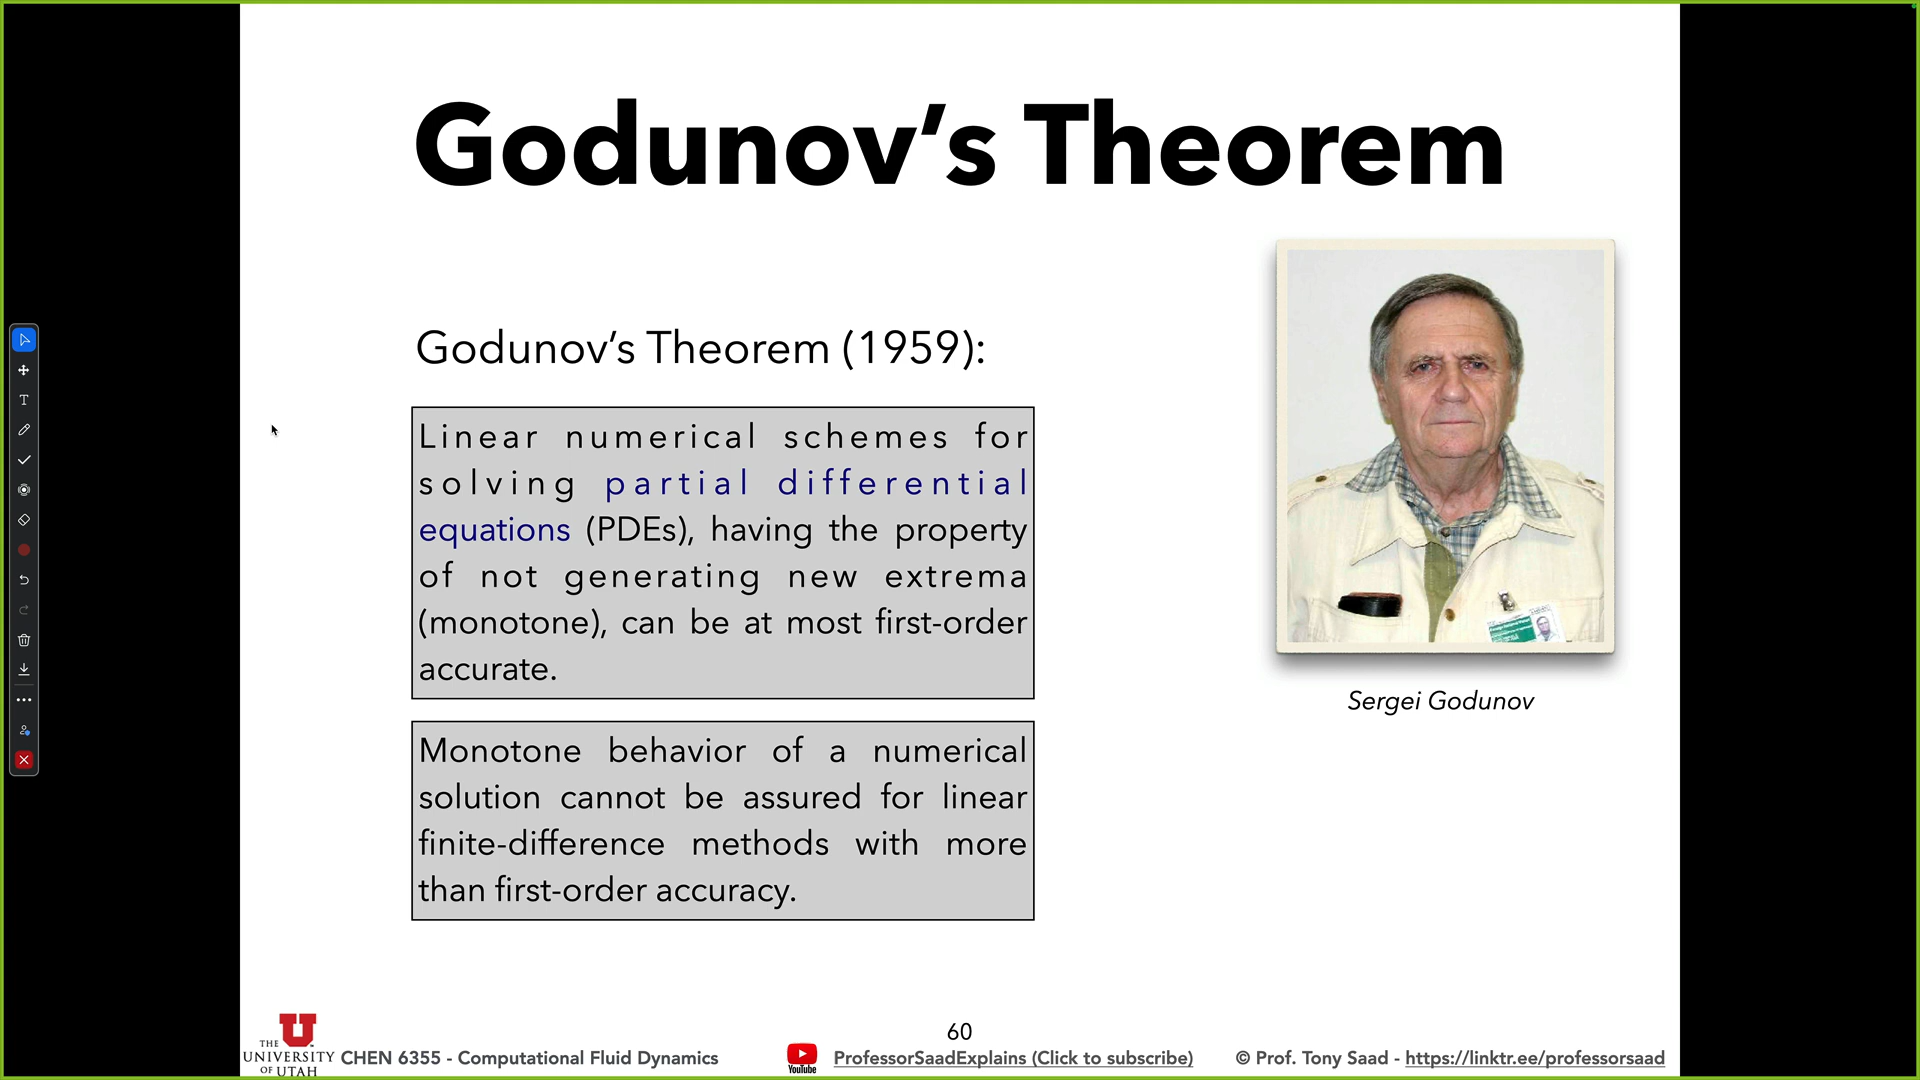 Godunov’s Theorem
Godunov’s Theorem (1959):
Linear numerical schemes for
solving partial differential
equations (PDEs), having the property
of not generating new extrema
(monotone), can be at most first-order
accurate.
Monotone behavior of a numerical
solution cannot be assured for linear
finite-difference methods with more
than first-order accuracy.
Sergei Godunov
60
THE
UNIVERSITY
OF UTAH
CHEN 6355 - Computational Fluid Dynamics
YouTube
ProfessorSaadExplains (Click to subscribe)
© Prof. Tony Saad - https://linktr.ee/professorsaad